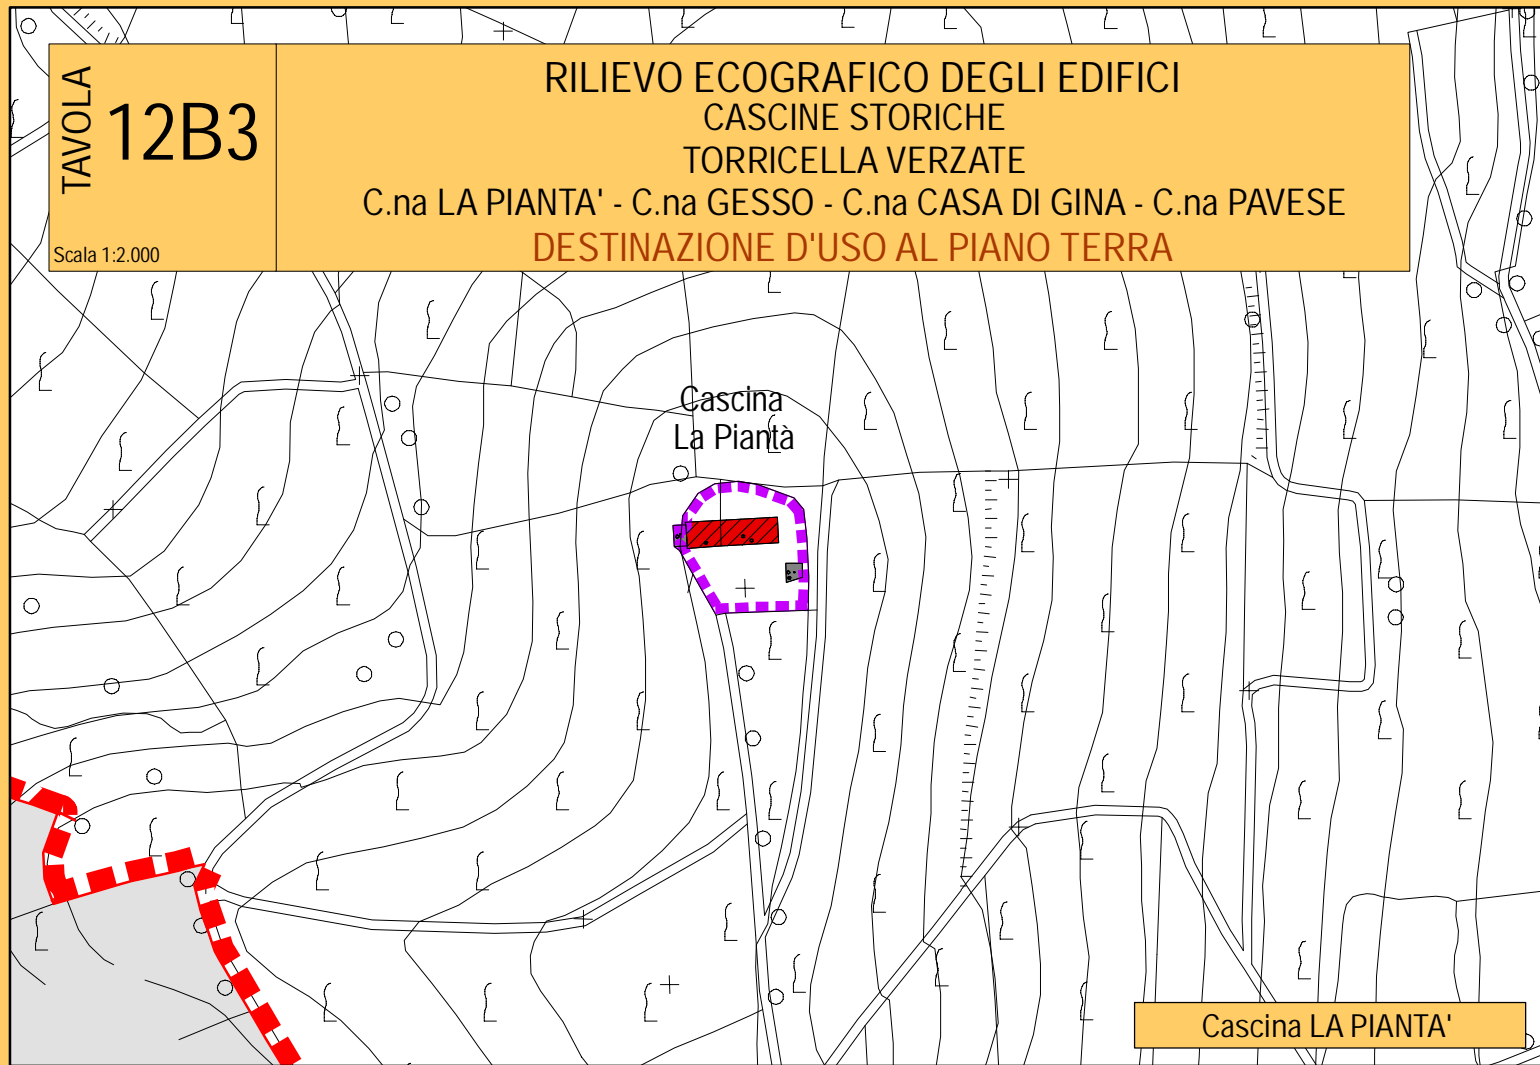 TAVOLA
12B3
Scala 1:2.000
RILIEVO ECOGRAFICO DEGLI EDIFICI
CASCINE STORICHE
TORRICELLA VERZATE
C.na LA PIANTA' - C.na GESSO - C.na CASA DI GINA - C.na PAVESE
DESTINAZIONE D'USO AL PIANO TERRA
Cascina
La Piantà
Cascina LA PIANTA'